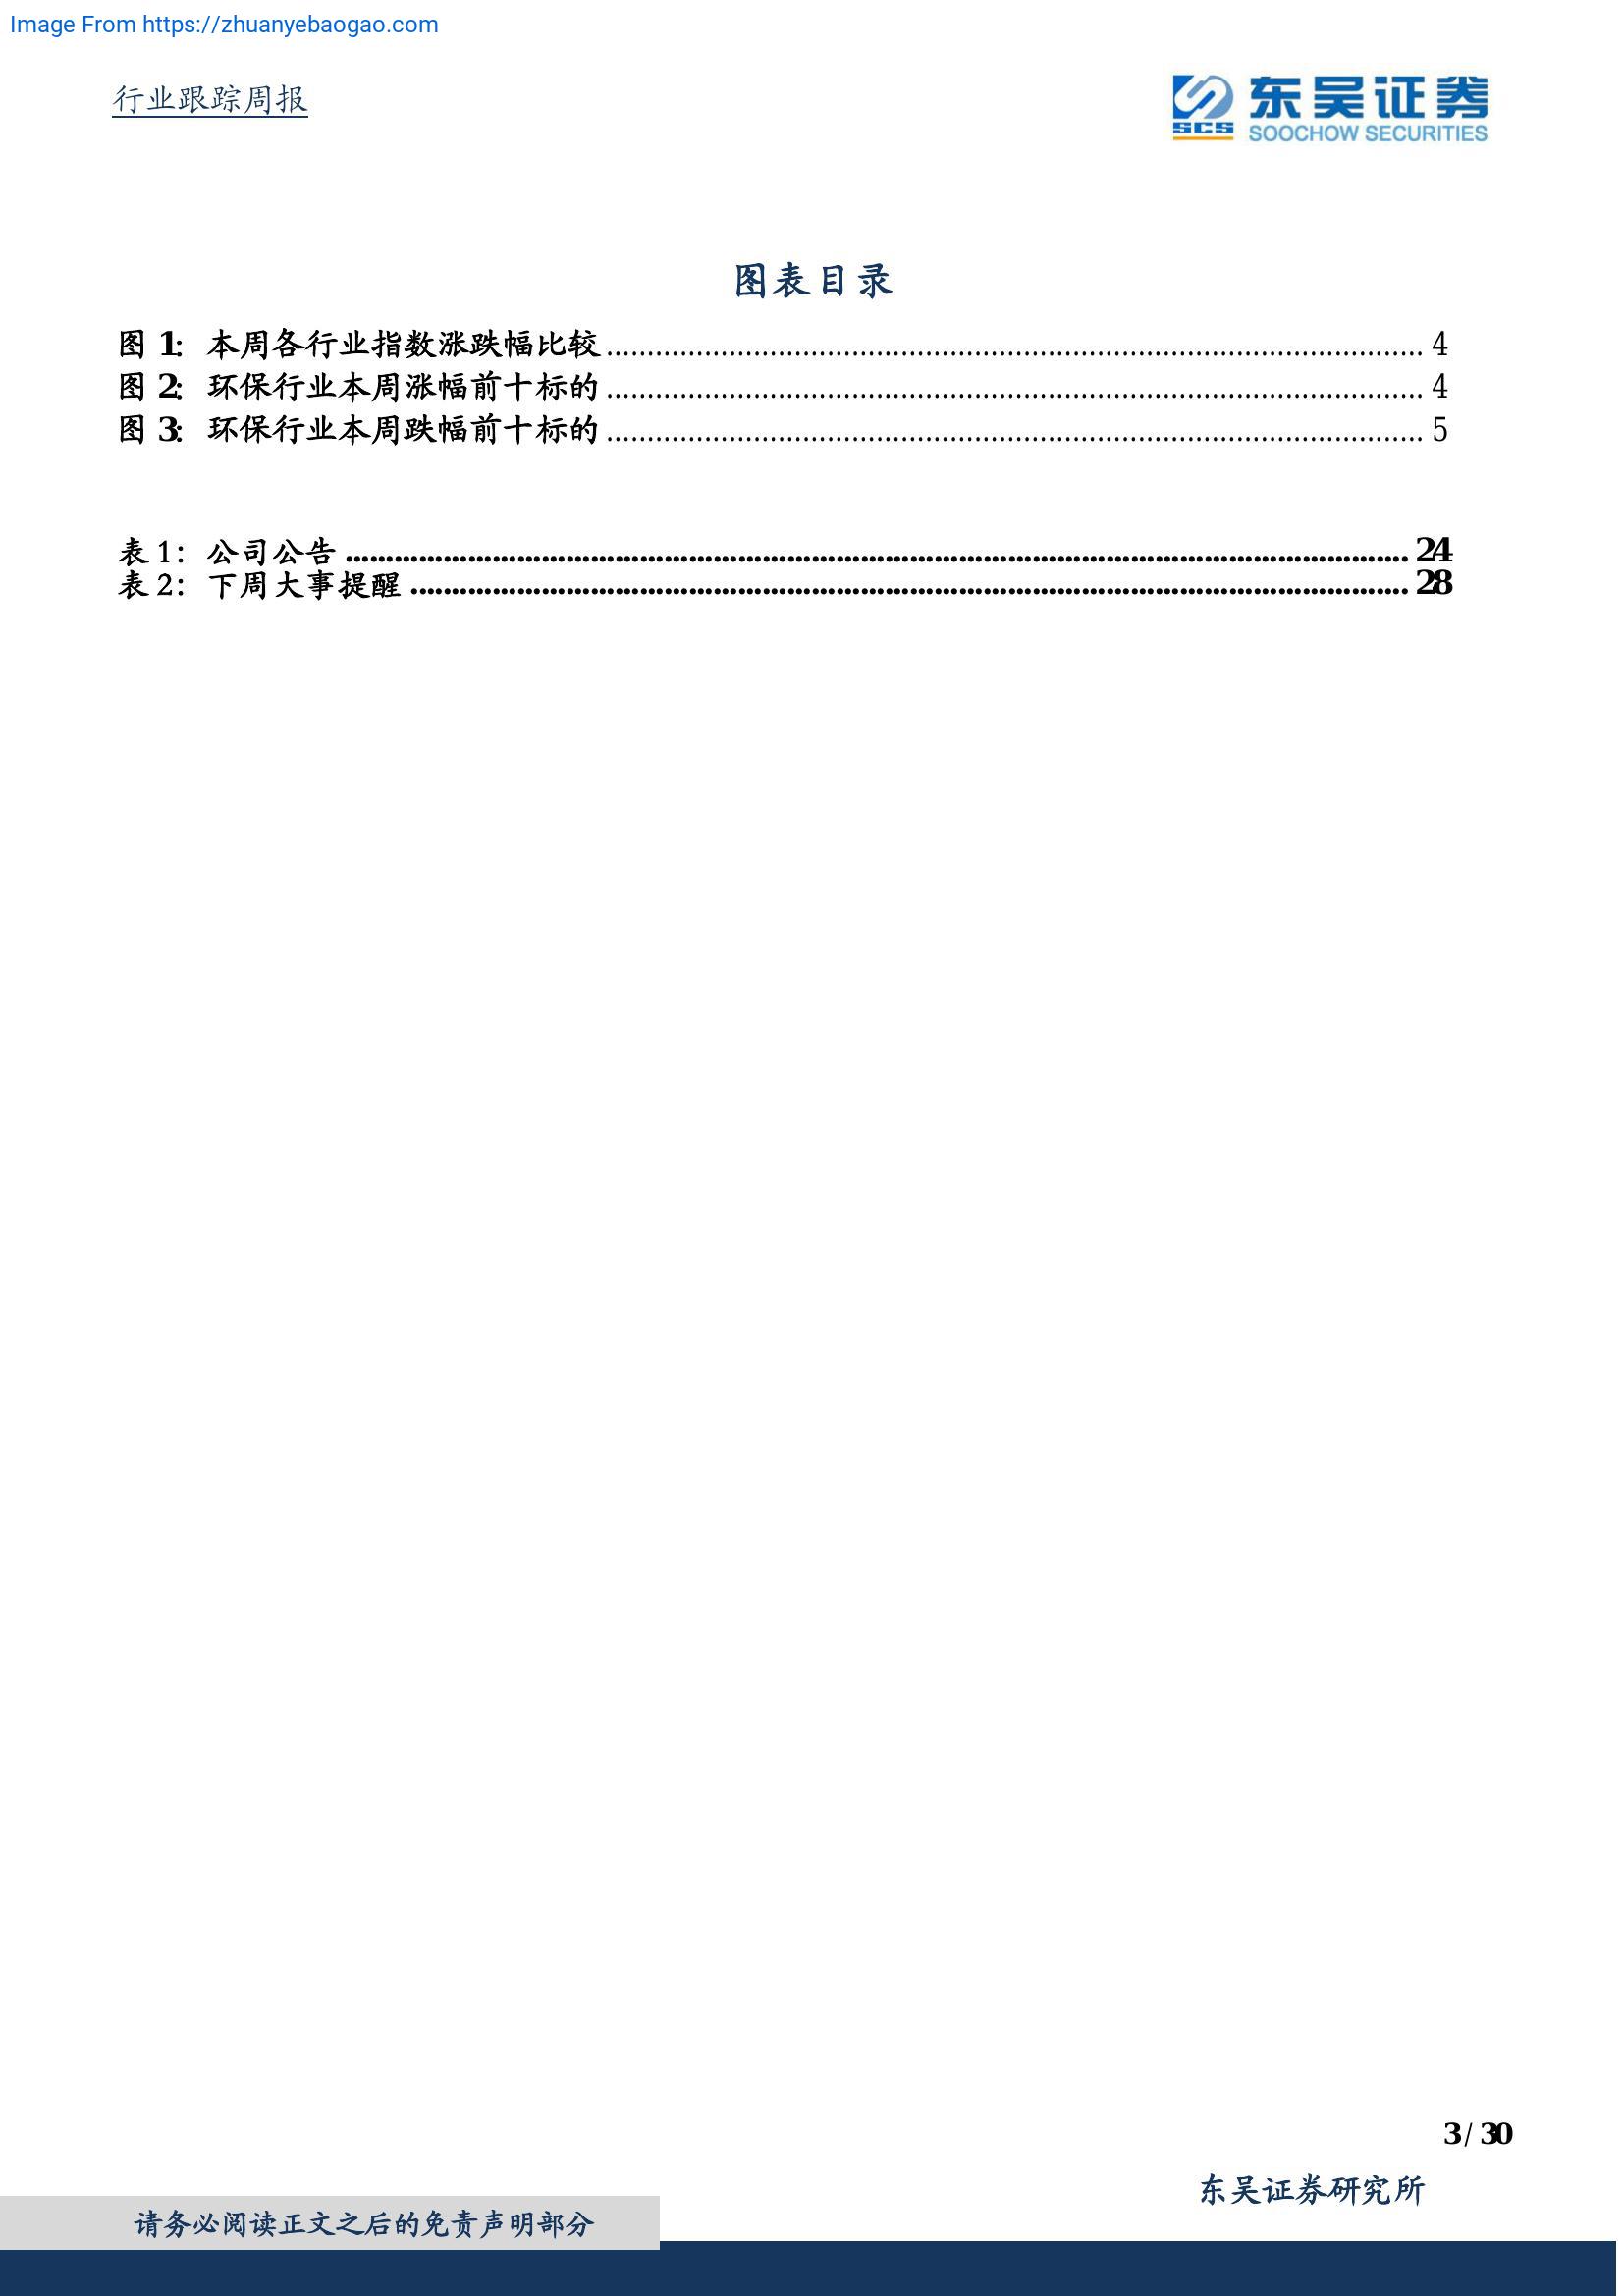 Image From https://zhuanyebaogao.com
行业跟踪周报
东吴证券
SCS
SOOCHOW SECURITIES
图表目录
图 1: 本周各行业指数涨跌幅比较........................................................................................................ 4
图 2: 环保行业本周涨幅前十标的........................................................................................................ 4
图 3: 环保行业本周跌幅前十标的........................................................................................................ 5
表 1: 公司公告........................................................................................................................................ 24
表 2: 下周大事提醒................................................................................................................................ 28
3 / 30
东吴证券研究所
请务必阅读正文之后的免责声明部分